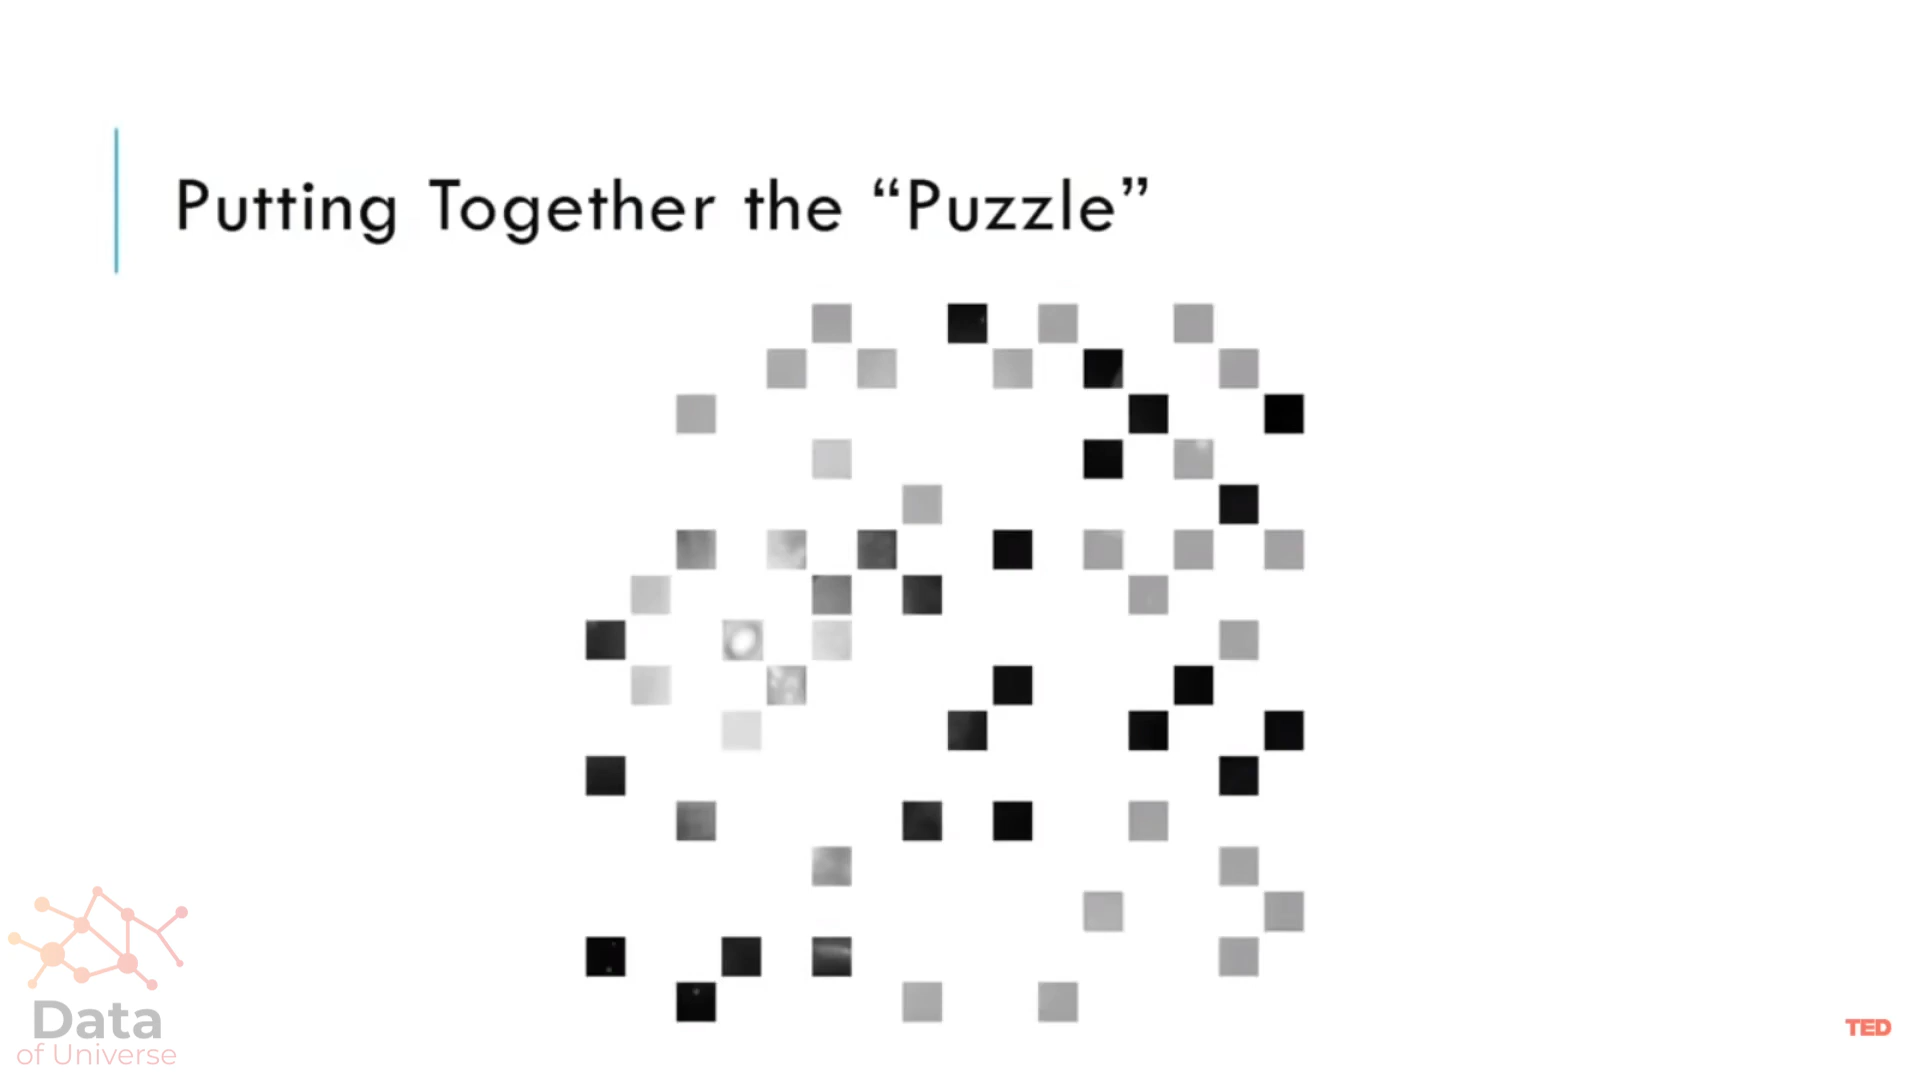 Putting Together the “Puzzle”
Data
of Universe
TED